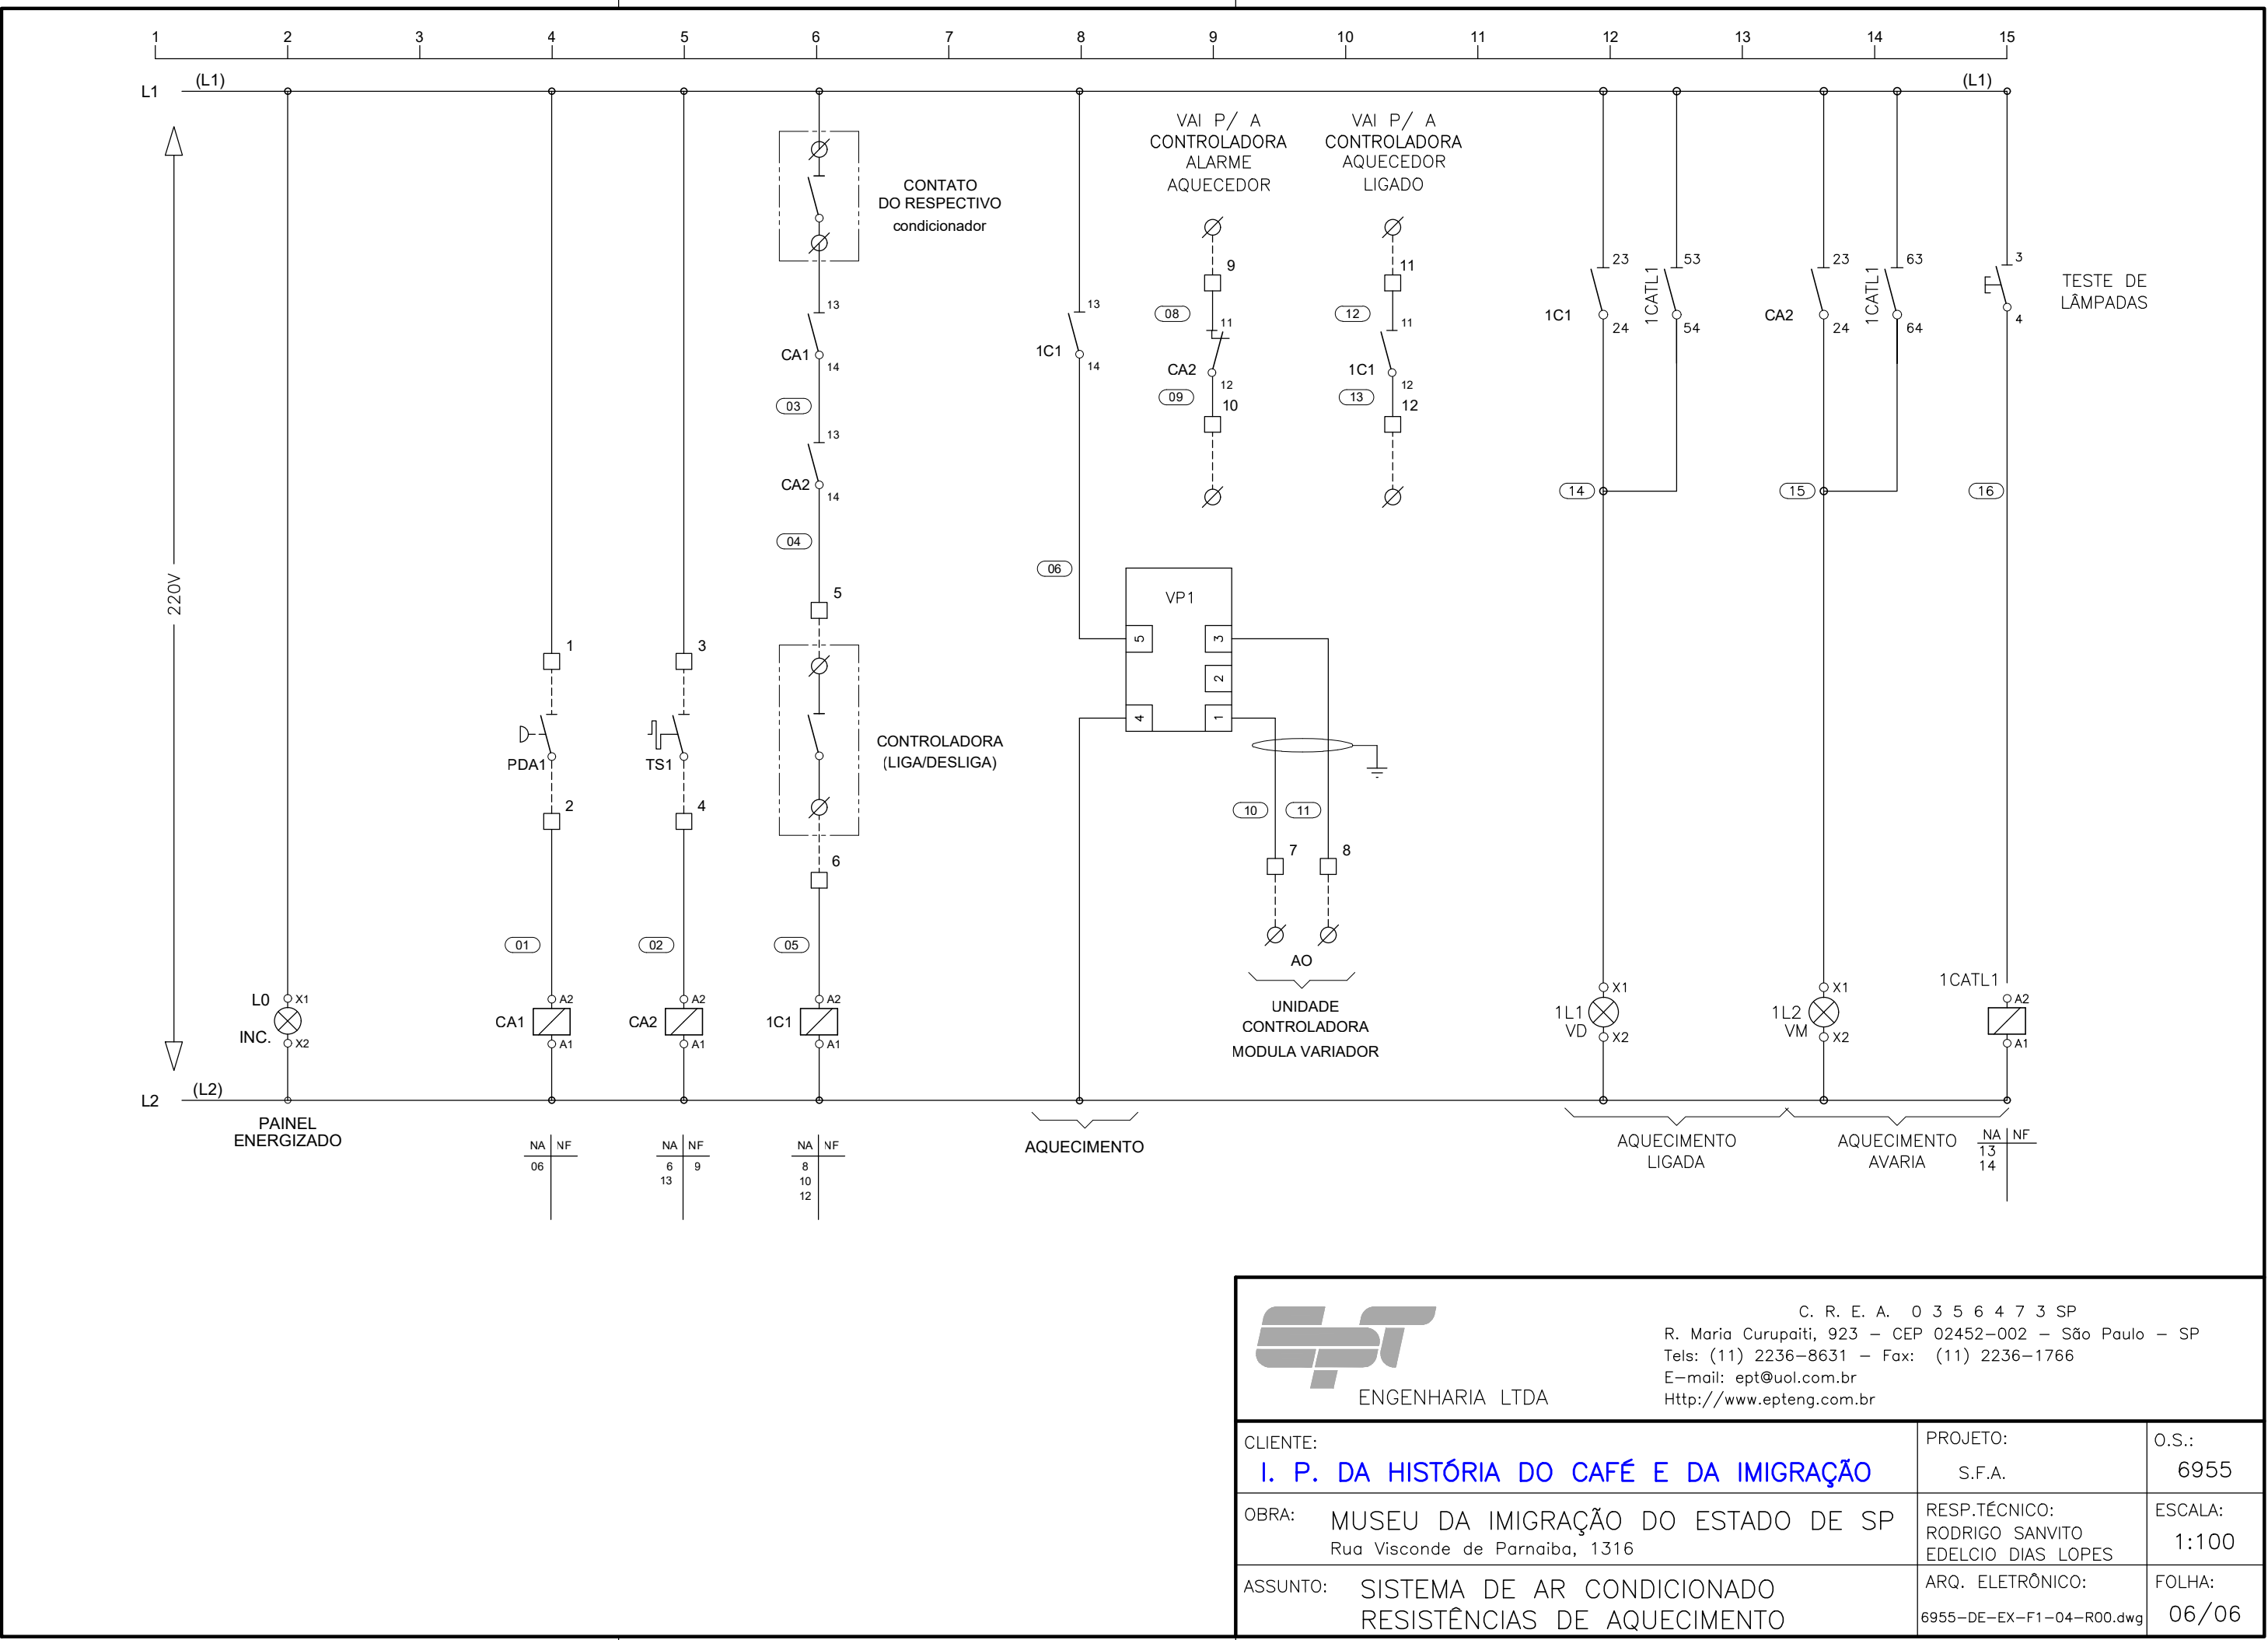 1 2 3 4 5 6 7 8 9 10 11 12 13 14 15
L1 (L1) (L1)
220V
L2 (L2)
L0 X1
INC. X2
PAINEL
ENERGIZADO
1
PDA1
2
01
A2
CA1
A1
NA NF
06
3
TS1
4
02
A2
CA2
A1
NA NF
6 9
13
CONTATO
DO RESPECTIVO
condicionador
13
CA1
14
03
13
CA2
14
04
5
CONTROLADORA
(LIGA/DESLIGA)
6
05
A2
1C1
A1
NA NF
8
10
12
13
1C1
14
06
VP1
5 3
2
4 1
10 11
7 8
AO
UNIDADE
CONTROLADORA
MODULA VARIADOR
AQUECIMENTO
VAI P/ A
CONTROLADORA
ALARME
AQUECEDOR
9
08 11
CA2
12
09 10
VAI P/ A
CONTROLADORA
AQUECEDOR
LIGADO
11
12 11
1C1
12
13 12
23 53
1C1 1CATL1
24 54
14
X1
1L1
VD X2
AQUECIMENTO
LIGADA
23 63
CA2 1CATL1
24 64
15
X1
1L2
VM X2
AQUECIMENTO
AVARIA
3
TESTE DE
LÂMPADAS
4
16
1CATL1
A2
A1
NA NF
13
14
ept
ENGENHARIA LTDA
C. R. E. A. 0 3 5 6 4 7 3 SP
R. Maria Curupaiti, 923 – CEP 02452–002 – São Paulo – SP
Tels: (11) 2236–8631 – Fax: (11) 2236–1766
E–mail: ept@uol.com.br
Http://www.epteng.com.br
CLIENTE:
I. P. DA HISTÓRIA DO CAFÉ E DA IMIGRAÇÃO
PROJETO:
S.F.A.
O.S.:
6955
OBRA: MUSEU DA IMIGRAÇÃO DO ESTADO DE SP
Rua Visconde de Parnaiba, 1316
RESP.TÉCNICO:
RODRIGO SANVITO
EDELCIO DIAS LOPES
ESCALA:
1:100
ASSUNTO: SISTEMA DE AR CONDICIONADO
RESISTÊNCIAS DE AQUECIMENTO
ARQ. ELETRÔNICO:
6955–DE–EX–F1–04–R00.dwg
FOLHA:
06/06